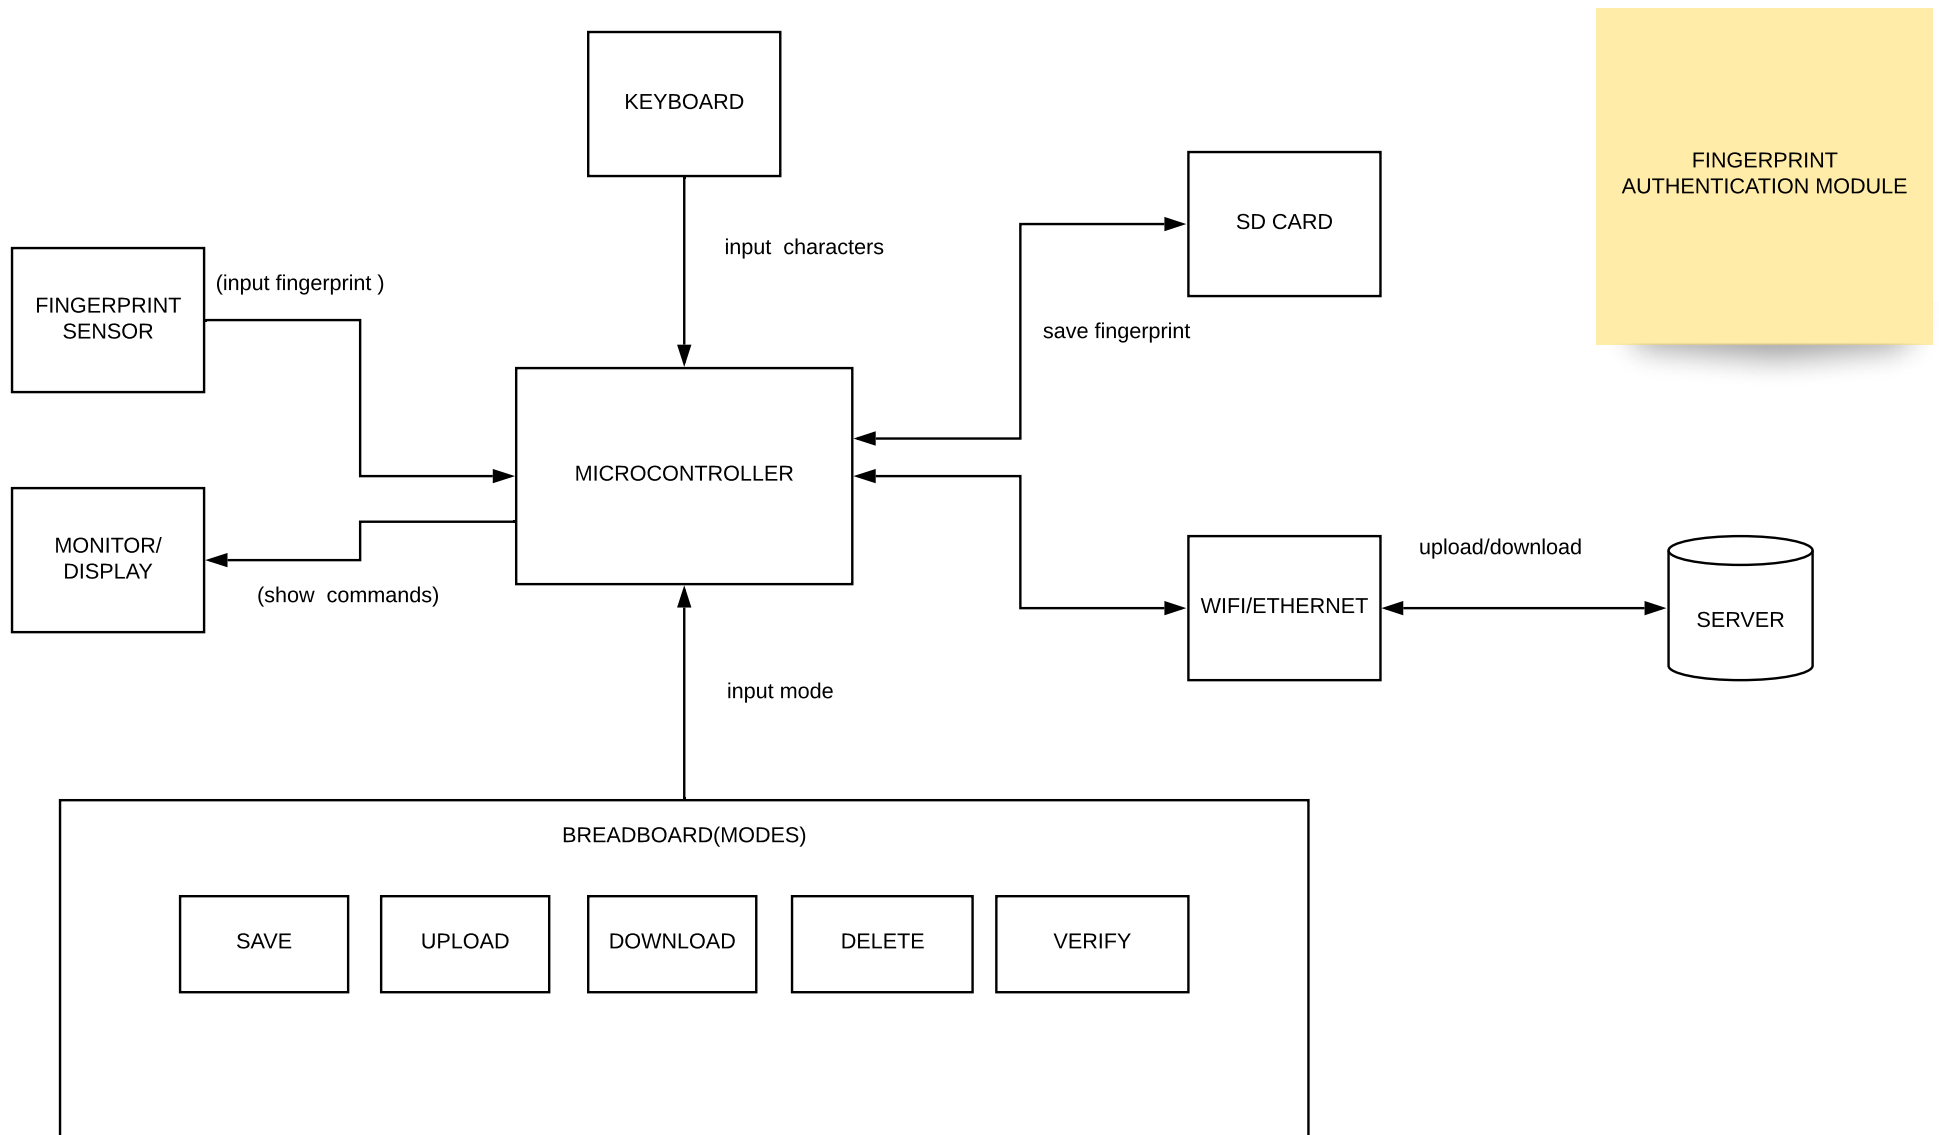 KEYBOARD
FINGERPRINT
AUTHENTICATION MODULE
SD CARD
input  characters
(input fingerprint )
FINGERPRINT
SENSOR
save fingerprint
MICROCONTROLLER
MONITOR/
DISPLAY
(show  commands)
upload/download
WIFI/ETHERNET
SERVER
input mode
BREADBOARD(MODES)
SAVE
UPLOAD
DOWNLOAD
DELETE
VERIFY